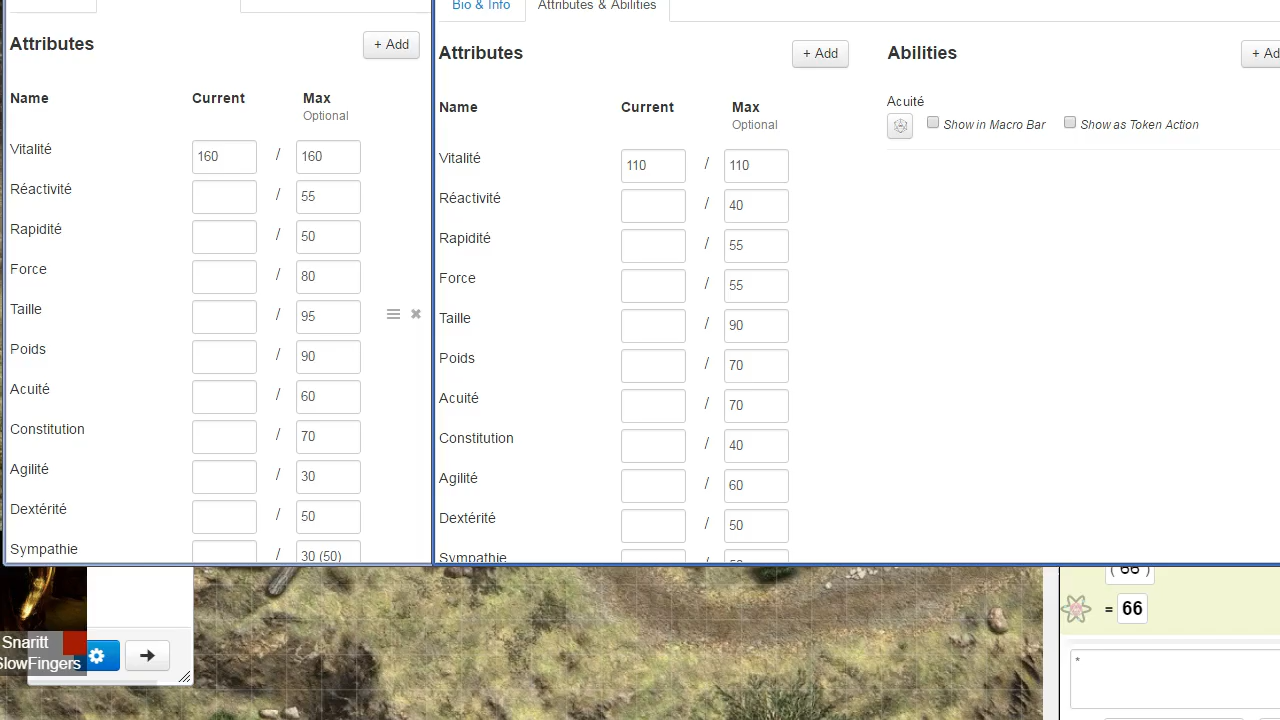 Attributes
+ Add
Name Current Max
Optional
Vitalité 160 / 160
Réactivité / 55
Rapidité / 50
Force / 80
Taille / 95
Poids / 90
Acuité / 60
Constitution / 70
Agilité / 30
Dextérité / 50
Sympathie / 30 (50)
Bio & Info Attributes & Abilities
Attributes
+ Add
Name Current Max
Optional
Vitalité 110 / 110
Réactivité / 40
Rapidité / 55
Force / 55
Taille / 90
Poids / 70
Acuité / 70
Constitution / 40
Agilité / 60
Dextérité / 50
Sympathie /
Abilities
+ Ad
Acuité
Show in Macro Bar Show as Token Action
Snaritt
SlowFingers
( 66 )
= 66
*